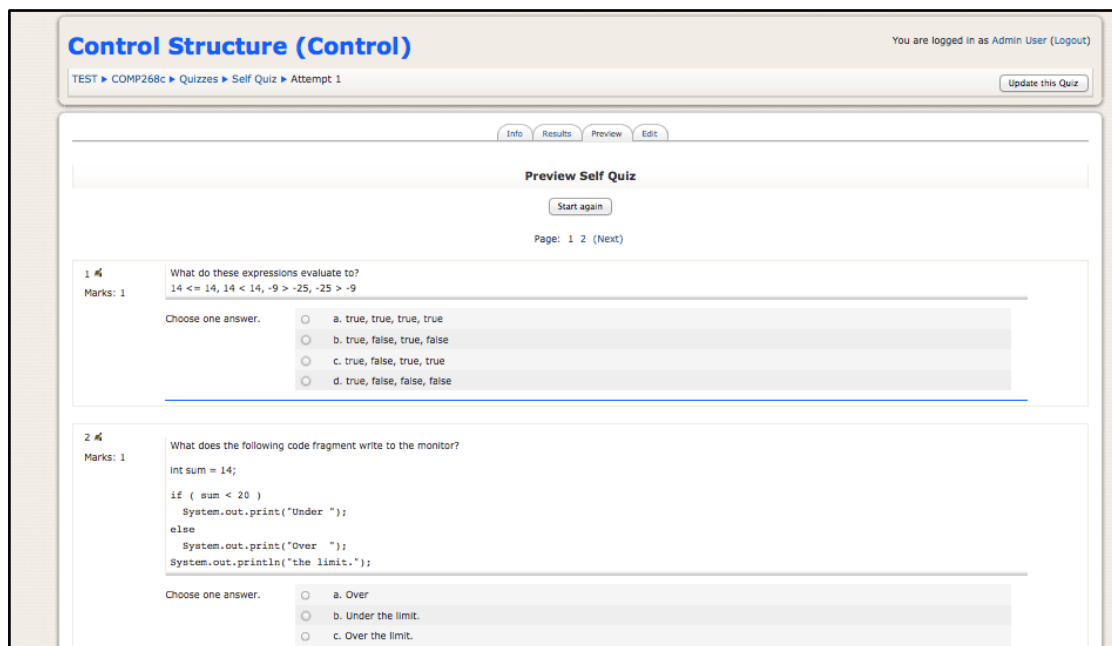 Control Structure (Control)
You are logged in as Admin User (Logout)
TEST ► COMP268c ► Quizzes ► Self Quiz ► Attempt 1
Update this Quiz
Info Results Preview Edit
Preview Self Quiz
Start again
Page: 1 2 (Next)
1
What do these expressions evaluate to?
Marks: 1
14 <= 14, 14 < 14, -9 > -25, -25 > -9
Choose one answer.
a. true, true, true, true
b. true, false, true, false
c. true, false, true, true
d. true, false, false, false
2
Marks: 1
What does the following code fragment write to the monitor?
int sum = 14;
if ( sum < 20 )
System.out.print("Under ");
else
System.out.print("Over  ");
System.out.println("the limit.");
Choose one answer.
a. Over
b. Under the limit.
c. Over the limit.